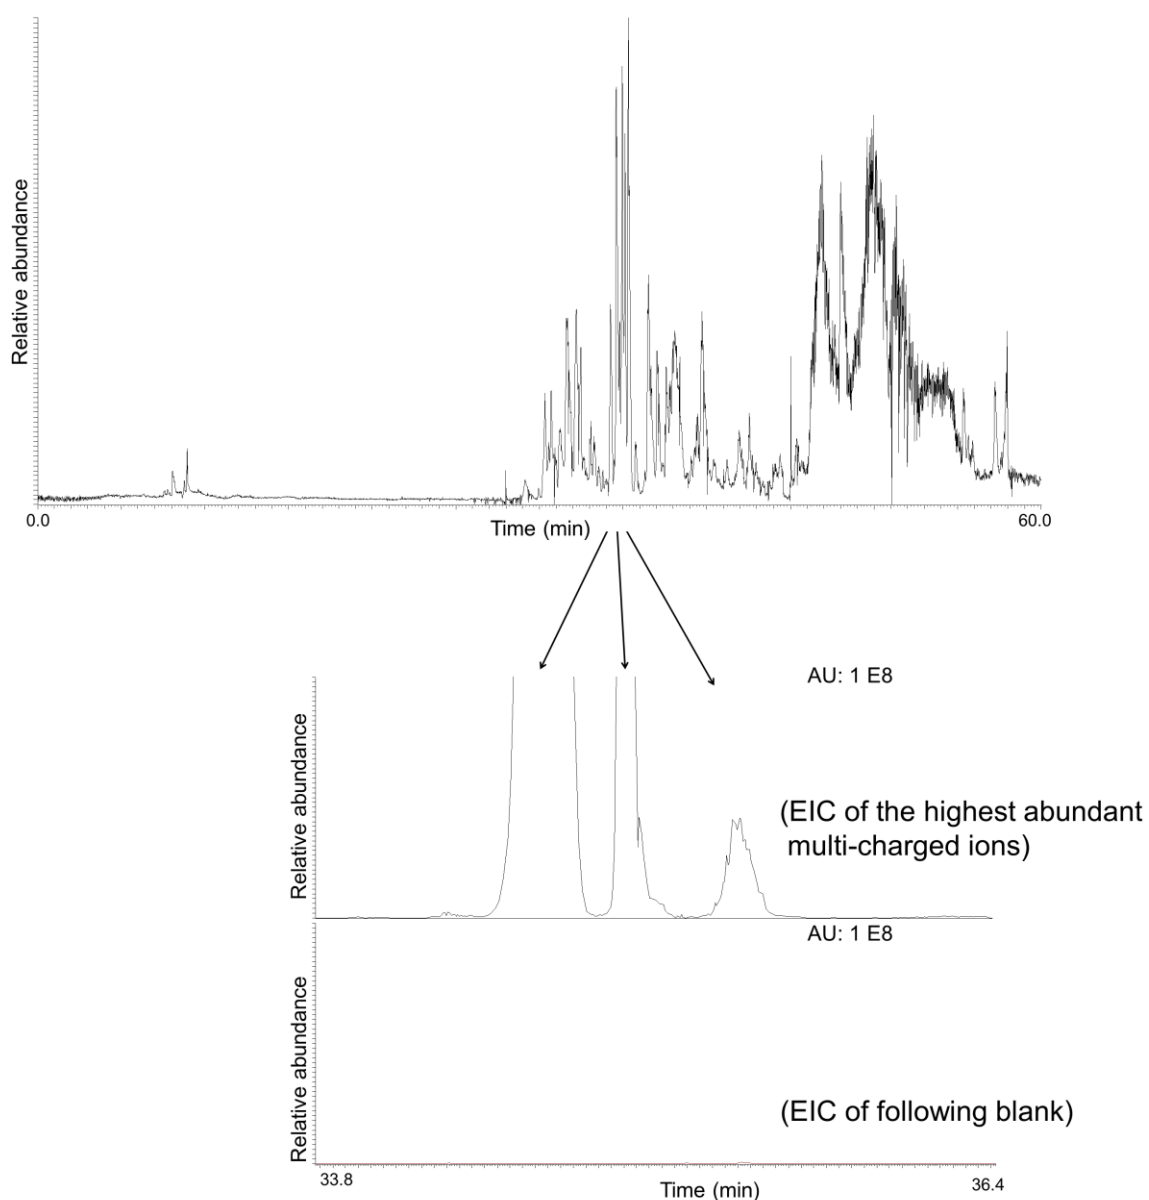 Relative abundance
0.0
Time (min)
60.0
AU: 1 E8
Relative abundance
(EIC of the highest abundant
multi-charged ions)
AU: 1 E8
Relative abundance
(EIC of following blank)
33.8
Time (min)
36.4